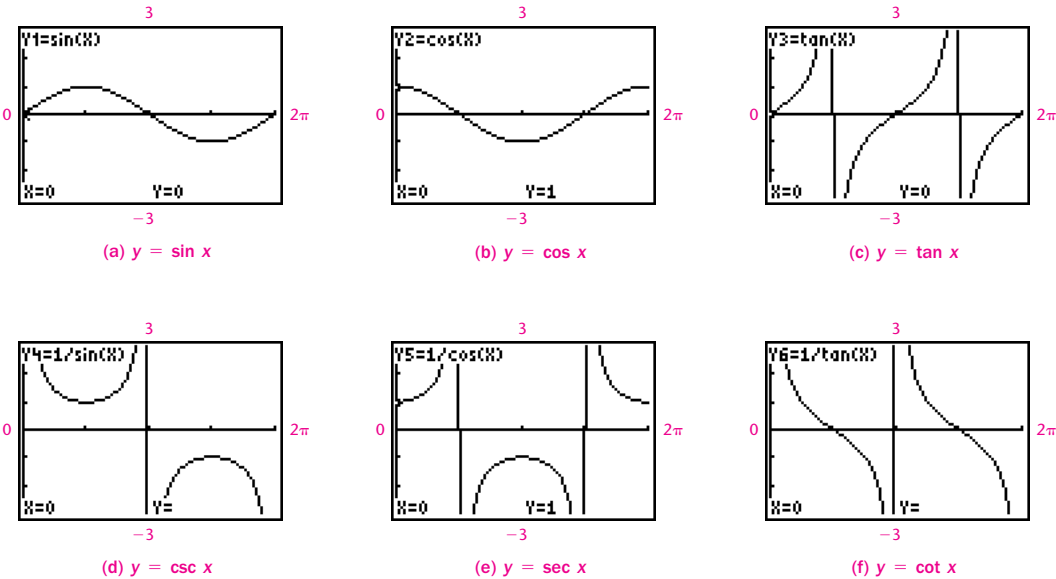 3
Y1=sin(X)
0
2π
X=0 Y=0
−3
(a) y = sin x
3
Y2=cos(X)
0
2π
X=0 Y=1
−3
(b) y = cos x
3
Y3=tan(X)
0
2π
X=0 Y=0
−3
(c) y = tan x
3
Y4=1/sin(X)
0
2π
X=0 Y=
−3
(d) y = csc x
3
Y5=1/cos(X)
0
2π
X=0 Y=1
−3
(e) y = sec x
3
Y6=1/tan(X)
0
2π
X=0 Y=
−3
(f) y = cot x